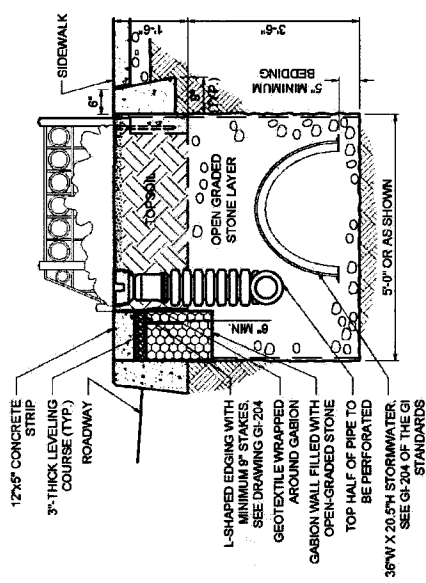 SIDEWALK
6"
1'-6"
8"
(TYP.)
3'-6"
5" MINIMUM
BEDDING
TOPSOIL
OPEN GRADED
STONE LAYER
6" MIN.
5'-0" OR AS SHOWN
12"x5" CONCRETE
STRIP
3"-THICK LEVELING
COURSE (TYP.)
ROADWAY
L-SHAPED EDGING WITH
MINIMUM 9" STAKES,
SEE DRAWING GI-204
GEOTEXTILE WRAPPED
AROUND GABION
GABION WALL FILLED WITH
OPEN-GRADED STONE
TOP HALF OF PIPE TO
BE PERFORATED
36"W X 20.5"H STORMWATER,
SEE GI-204 OF THE GI
STANDARDS